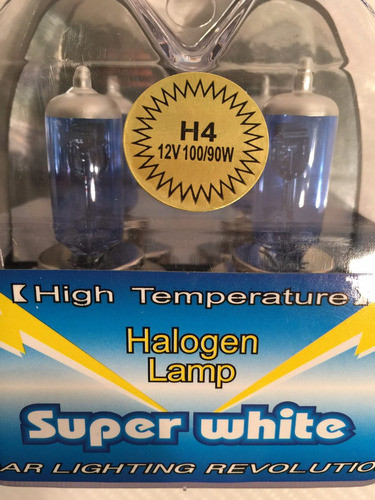 H4
12V 100/90W
High Temperature
Halogen
Lamp
Super white
AR LIGHTING REVOLUTIO